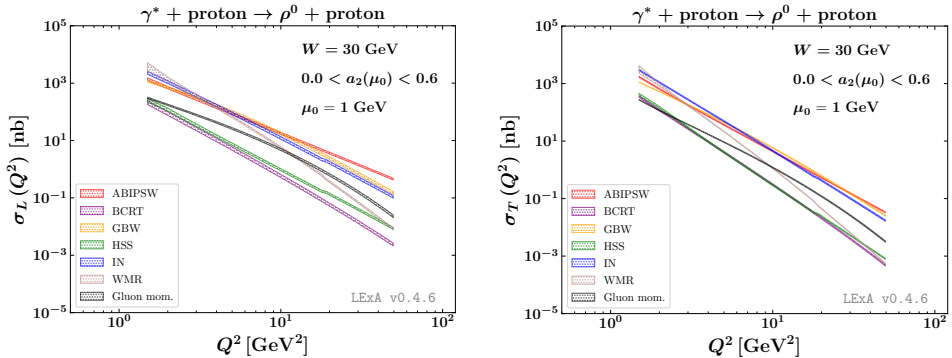 γ* + proton → ρ⁰ + proton
W = 30 GeV
0.0 < a₂(μ₀) < 0.6
μ₀ = 1 GeV
σ_L (Q²) [nb]
10⁵
10³
10¹
10⁻¹
10⁻³
10⁻⁵
ABIPSW
BCRT
GBW
HSS
IN
WMR
Gluon mom.
LExA v0.4.6
10⁰ 10¹ 10²
Q² [GeV²]
γ* + proton → ρ⁰ + proton
W = 30 GeV
0.0 < a₂(μ₀) < 0.6
μ₀ = 1 GeV
σ_T (Q²) [nb]
10⁵
10³
10¹
10⁻¹
10⁻³
10⁻⁵
ABIPSW
BCRT
GBW
HSS
IN
WMR
Gluon mom.
LExA v0.4.6
10⁰ 10¹ 10²
Q² [GeV²]